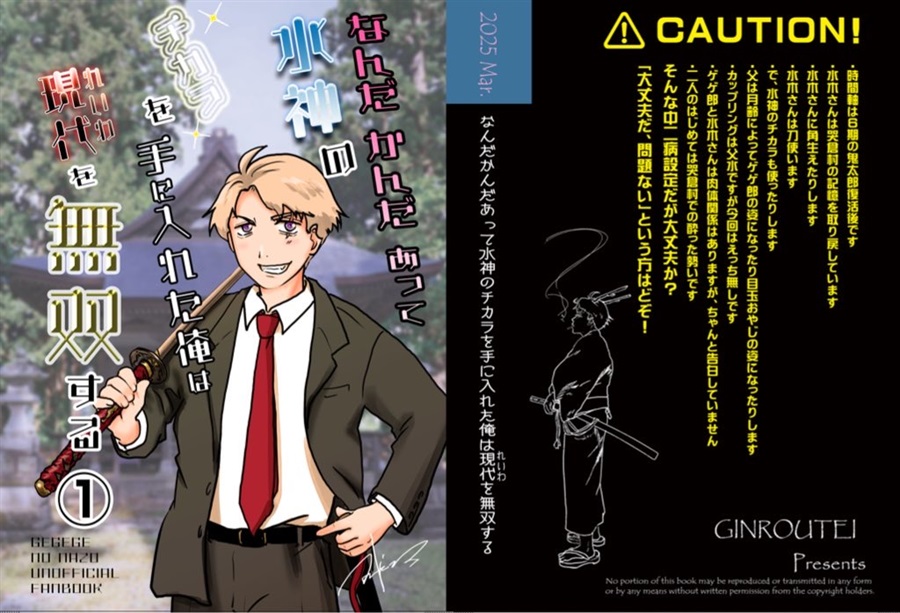 なんだかんだあって
水神の
チカラ
を手に入れた俺は
現代を
れいわ
無双する
1
GEGEGE
NO NAZO
UNOFFICIAL
FANBOOK
2025 Mar.
なんだかんだあって水神のチカラを手に入れた俺は現代を無双する
れいわ
CAUTION!
・時間軸は6期の鬼太郎復活後です
・水木さんは哭倉村の記憶を取り戻しています
・水木さんに角生えたりします
・水木さんは刀使います
・で、水神のチカラも使ったりします
・父は月齢によってゲゲ郎の姿になったり目玉おやじの姿になったりします
・カップリングは父水ですが今回はえっち無しです
・ゲゲ郎と水木さんは肉体関係はありますが、ちゃんと告白していません
・二人のはじめては哭倉村での酔った勢いです
そんな中二病設定だが大丈夫か?
「大丈夫だ、問題ない」という方はどぞ!
GINROUTEI
Presents
No portion of this book may be reproduced or transmitted in any form
or by any means without written permission from the copyright holders.